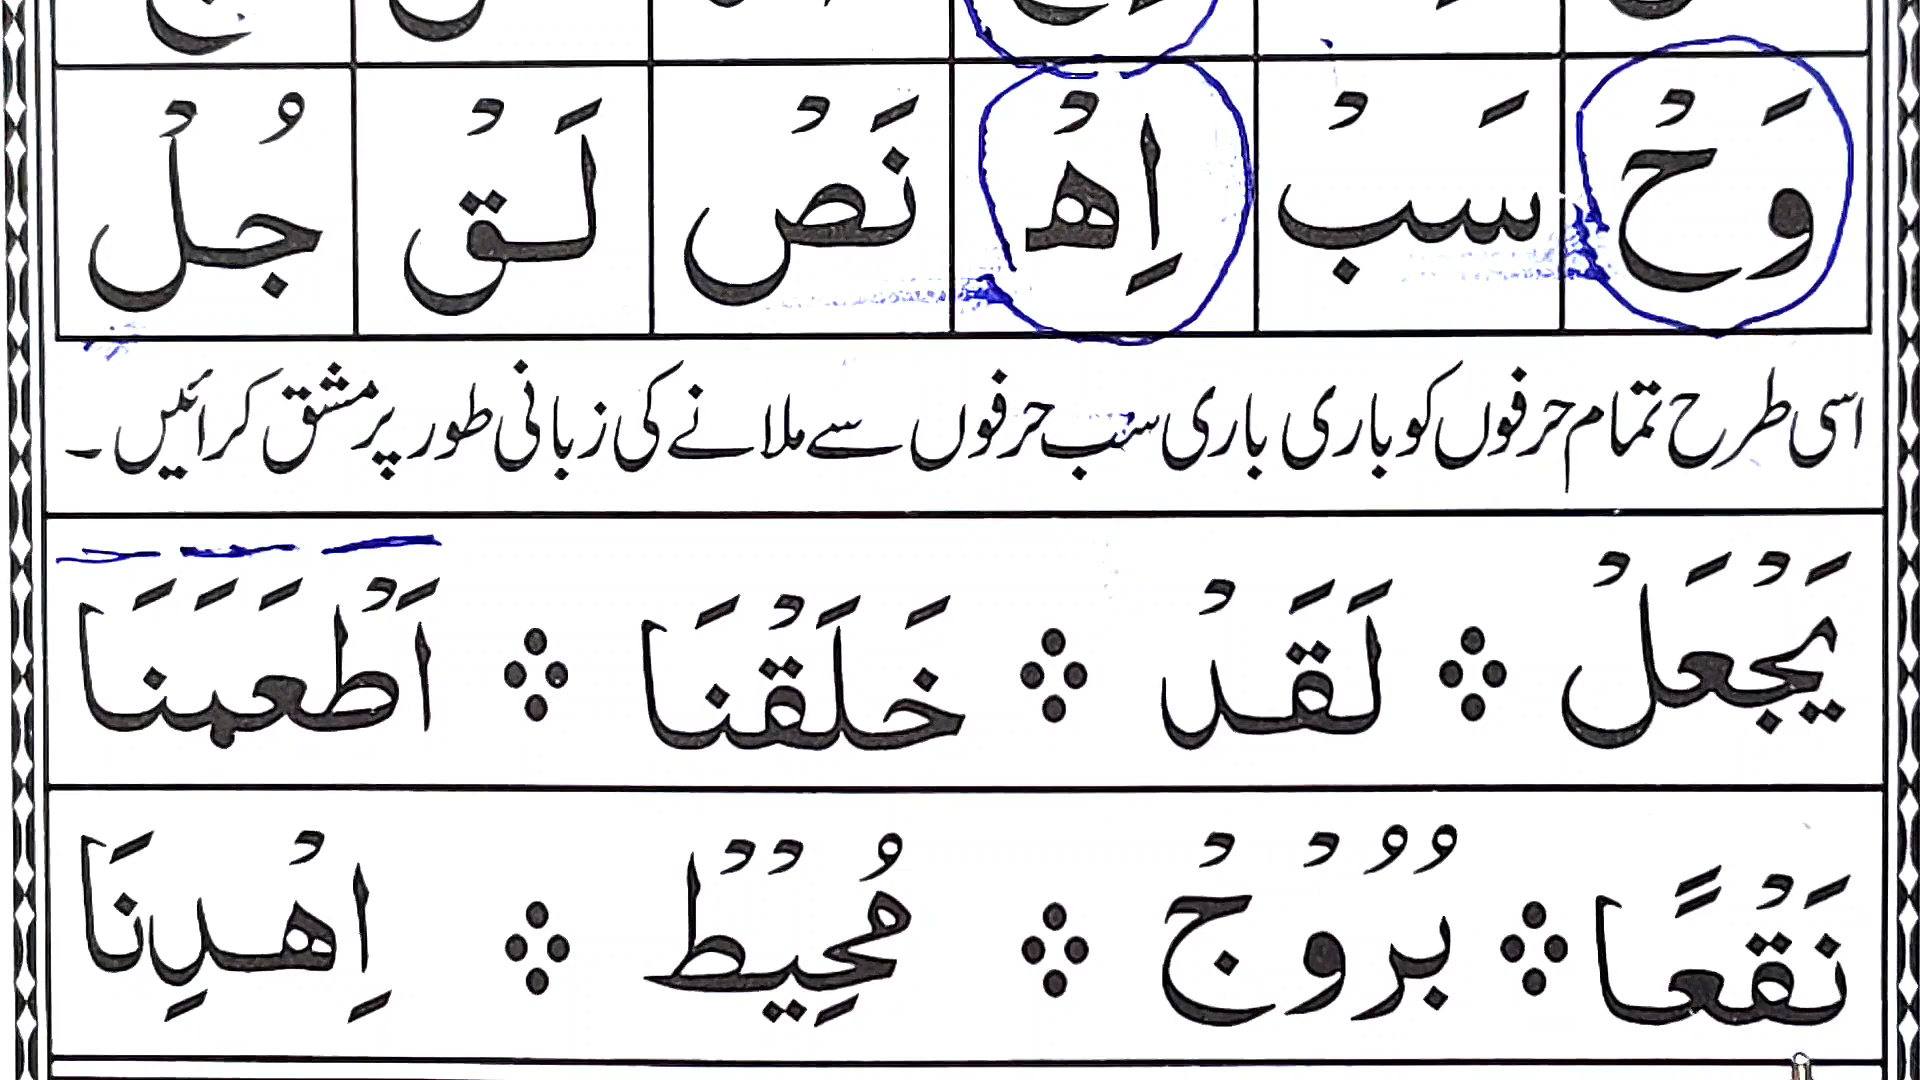 وَحْ سَبْ اِهْ نَصْ لَقْ جُلْ
اسی طرح تمام حرفوں کو باری باری سب حرفوں سے ملانے کی زبانی طور پر مشق کرائیں ۔
يَجْعَلْ لَقَدْ خَلَقْنَا اَطْعَمَنَا
نَقْعًا بُرُوْجْ مُحِيْطْ اِهْدِنَا